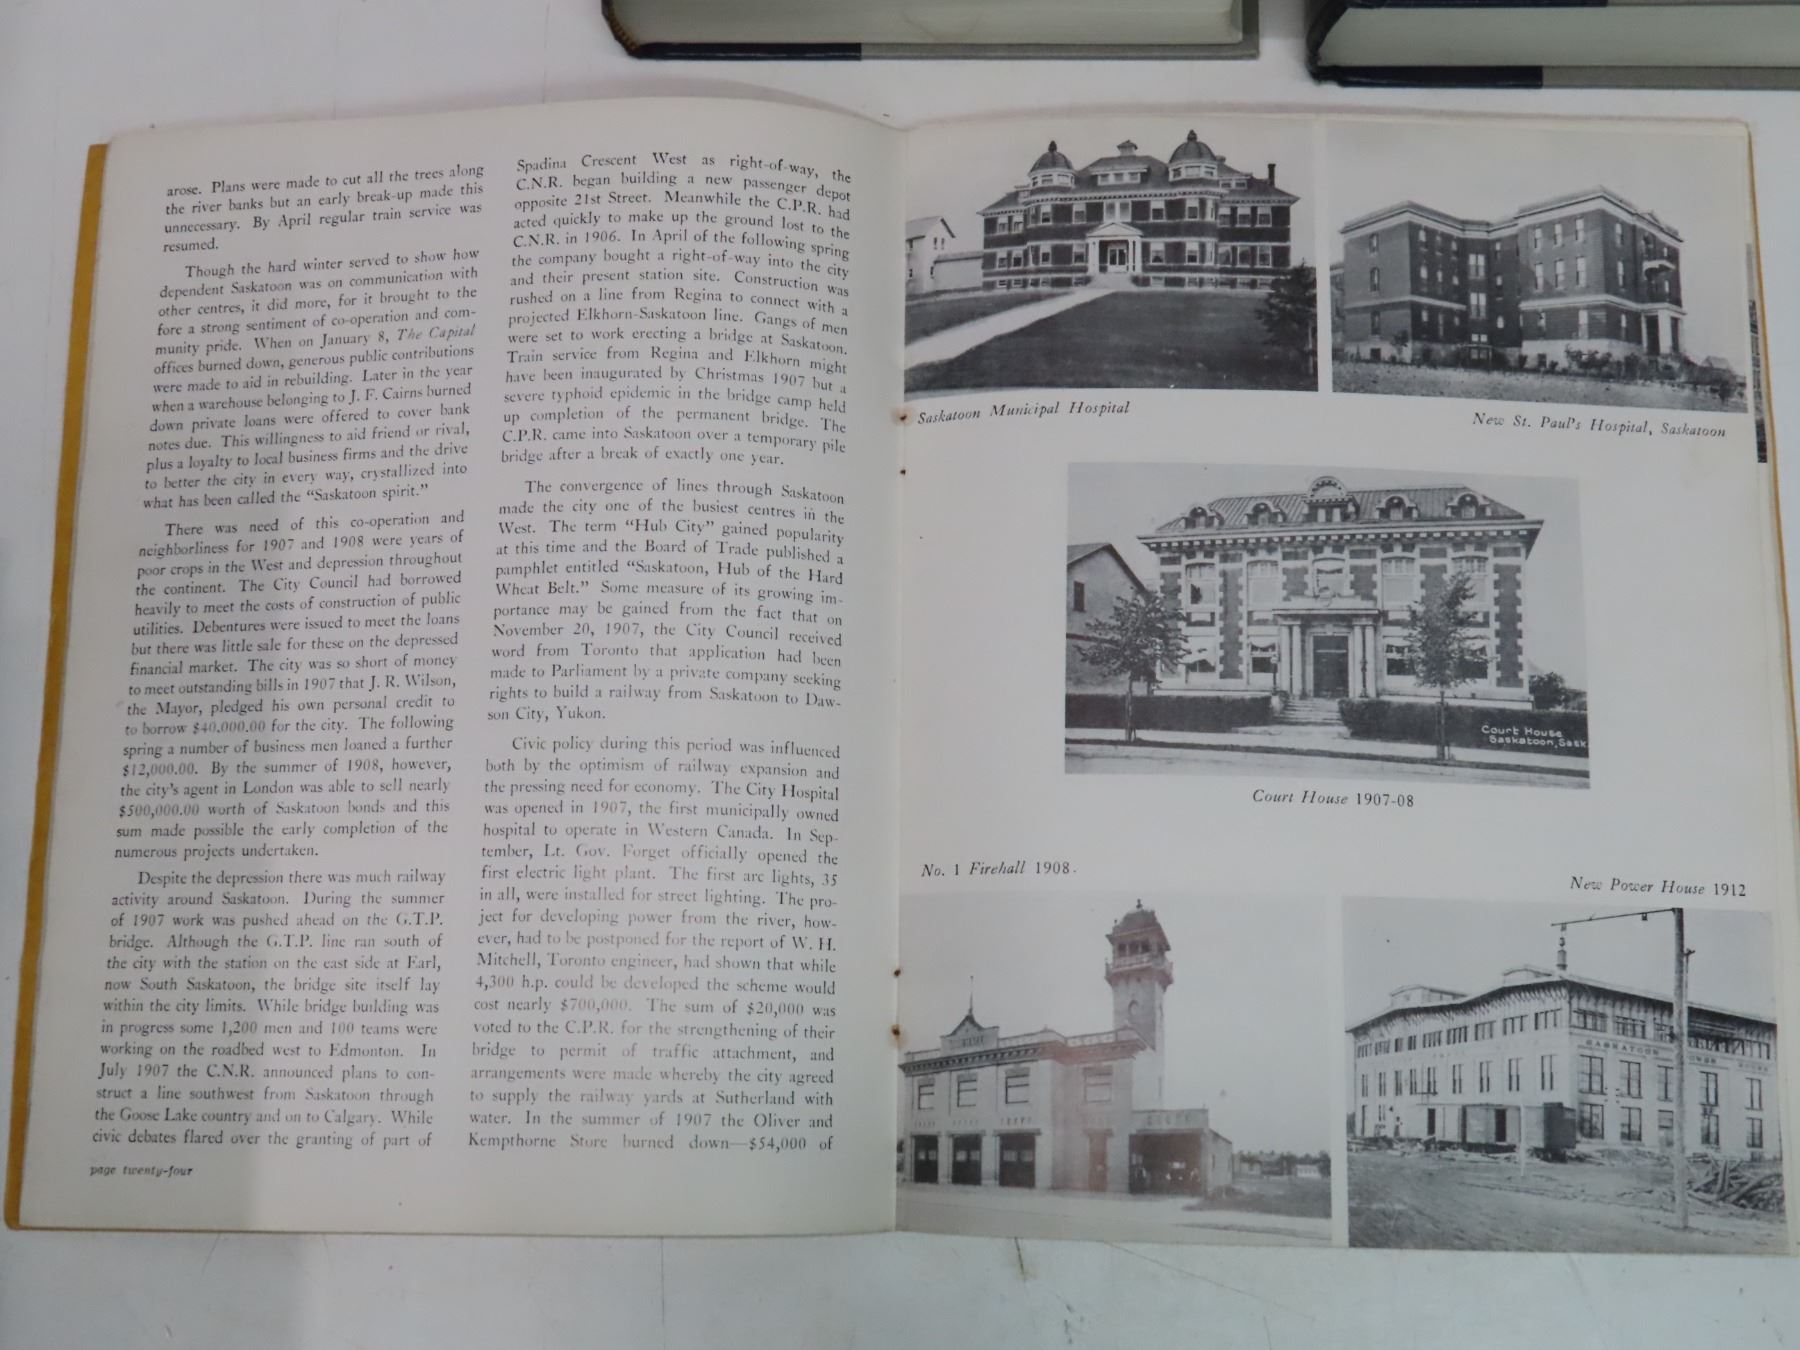 arose. Plans were made to cut all the trees along
the river banks but an early break-up made this
unnecessary. By April regular train service was
resumed.
Though the hard winter served to show how
dependent Saskatoon was on communication with
other centres, it did more, for it brought to the
fore a strong sentiment of co-operation and com-
munity pride. When on January 8, The Capital
offices burned down, generous public contributions
were made to aid in rebuilding. Later in the year
when a warehouse belonging to J. F. Cairns burned
down private loans were offered to cover bank
notes due. This willingness to aid friend or rival,
plus a loyalty to local business firms and the drive
to better the city in every way, crystallized into
what has been called the "Saskatoon spirit."
There was need of this co-operation and
neighborliness for 1907 and 1908 were years of
poor crops in the West and depression throughout
the continent. The City Council had borrowed
heavily to meet the costs of construction of public
utilities. Debentures were issued to meet the loans
but there was little sale for these on the depressed
financial market. The city was so short of money
to meet outstanding bills in 1907 that J. R. Wilson,
the Mayor, pledged his own personal credit to
to borrow $40,000.00 for the city. The following
spring a number of business men loaned a further
$12,000.00. By the summer of 1908, however,
the city's agent in London was able to sell nearly
$500,000.00 worth of Saskatoon bonds and this
sum made possible the early completion of the
numerous projects undertaken.
Despite the depression there was much railway
activity around Saskatoon. During the summer
of 1907 work was pushed ahead on the G.T.P.
bridge. Although the G.T.P. line ran south of
the city with the station on the east side at Earl,
now South Saskatoon, the bridge site itself lay
within the city limits. While bridge building was
in progress some 1,200 men and 100 teams were
working on the roadbed west to Edmonton. In
July 1907 the C.N.R. announced plans to con-
struct a line southwest from Saskatoon through
the Goose Lake country and on to Calgary. While
civic debates flared over the granting of part of
page twenty-four
Spadina Crescent West as right-of-way, the
C.N.R. began building a new passenger depot
opposite 21st Street. Meanwhile the C.P.R. had
acted quickly to make up the ground lost to the
C.N.R. in 1906. In April of the following spring
the company bought a right-of-way into the city
and their present station site. Construction was
rushed on a line from Regina to connect with a
projected Elkhorn-Saskatoon line. Gangs of men
were set to work erecting a bridge at Saskatoon.
Train service from Regina and Elkhorn might
have been inaugurated by Christmas 1907 but a
severe typhoid epidemic in the bridge camp held
up completion of the permanent bridge. The
C.P.R. came into Saskatoon over a temporary pile
bridge after a break of exactly one year.
The convergence of lines through Saskatoon
made the city one of the busiest centres in the
West. The term "Hub City" gained popularity
at this time and the Board of Trade published a
pamphlet entitled "Saskatoon, Hub of the Hard
Wheat Belt." Some measure of its growing im-
portance may be gained from the fact that on
November 20, 1907, the City Council received
word from Toronto that application had been
made to Parliament by a private company seeking
rights to build a railway from Saskatoon to Daw-
son City, Yukon.
Civic policy during this period was influenced
both by the optimism of railway expansion and
the pressing need for economy. The City Hospital
was opened in 1907, the first municipally owned
hospital to operate in Western Canada. In Sep-
tember, Lt. Gov. Forget officially opened the
first electric light plant. The first arc lights, 35
in all, were installed for street lighting. The pro-
ject for developing power from the river, how-
ever, had to be postponed for the report of W. H.
Mitchell, Toronto engineer, had shown that while
4,300 h.p. could be developed the scheme would
cost nearly $700,000. The sum of $20,000 was
voted to the C.P.R. for the strengthening of their
bridge to permit of traffic attachment, and
arrangements were made whereby the city agreed
to supply the railway yards at Sutherland with
water. In the summer of 1907 the Oliver and
Kempthorne Store burned down—$54,000 of
Saskatoon Municipal Hospital
New St. Paul's Hospital, Saskatoon
Court House
Saskatoon, Sask
Court House 1907-08
No. 1 Firehall 1908.
New Power House 1912
SASKATOON